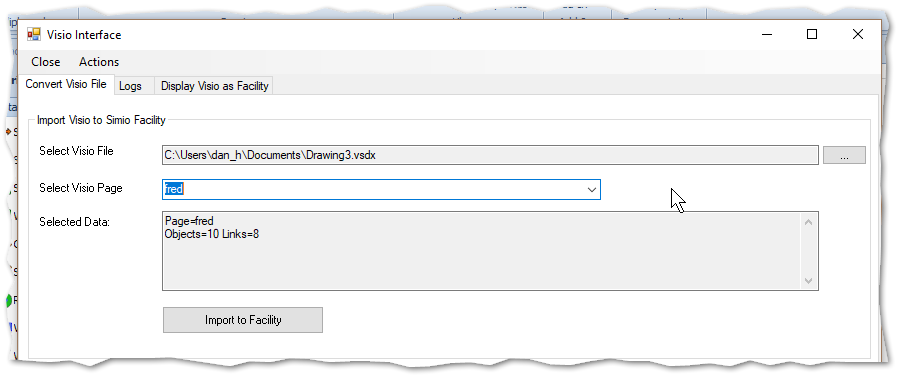 Visio Interface
Close Actions
Convert Visio File Logs Display Visio as Facility
Import Visio to Simio Facility
Select Visio File C:\Users\dan_h\Documents\Drawing3.vsdx ...
Select Visio Page fred
Selected Data: Page=fred
Objects=10 Links=8
Import to Facility